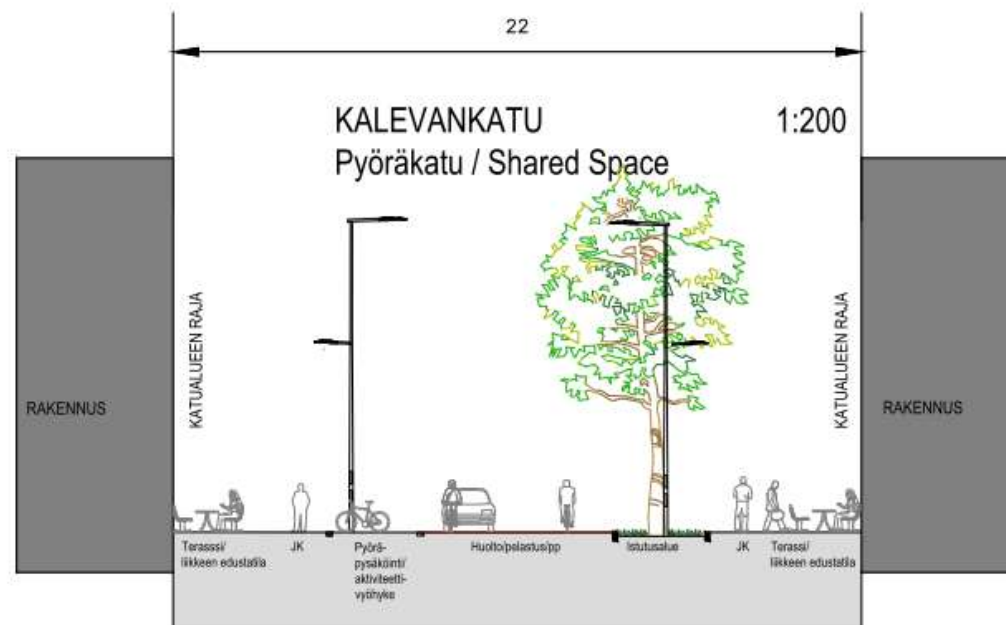 22
KALEVANKATU
1:200
Pyöräkatu / Shared Space
KATUALUEEN RAJA
KATUALUEEN RAJA
RAKENNUS
RAKENNUS
Terasssi/
liikkeen edustatila
JK
Pyörä-
pysäköinti/
aktiviteetti-
vyöhyke
Huolto/pelastus/pp
Istutusalue
JK
Terassi/
liikkeen edustatila